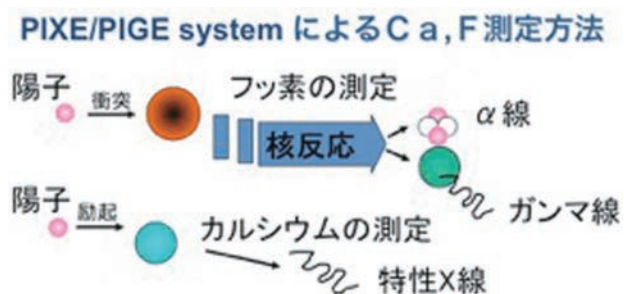 PIXE/PIGE system によるＣａ,Ｆ測定方法
陽子
衝突
フッ素の測定
核反応
α線
ガンマ線
陽子
励起
カルシウムの測定
特性X線